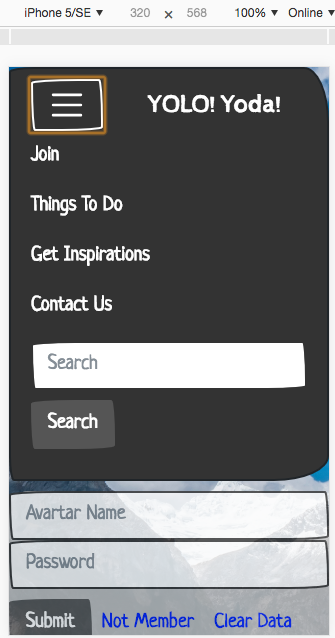 iPhone 5/SE ▼ 320 × 568 100% ▼ Online ▼
YOLO! Yoda!
Join
Things To Do
Get Inspirations
Contact Us
Search
Search
Avartar Name
Password
Submit Not Member Clear Data